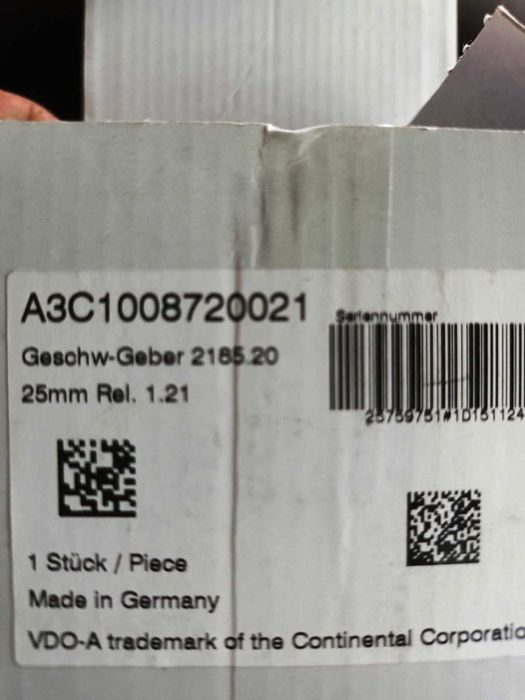 A3C1008720021
Seriennummer
Geschw-Geber 2185.20
25mm Rel. 1.21
1 Stück / Piece
Made in Germany
VDO-A trademark of the Continental